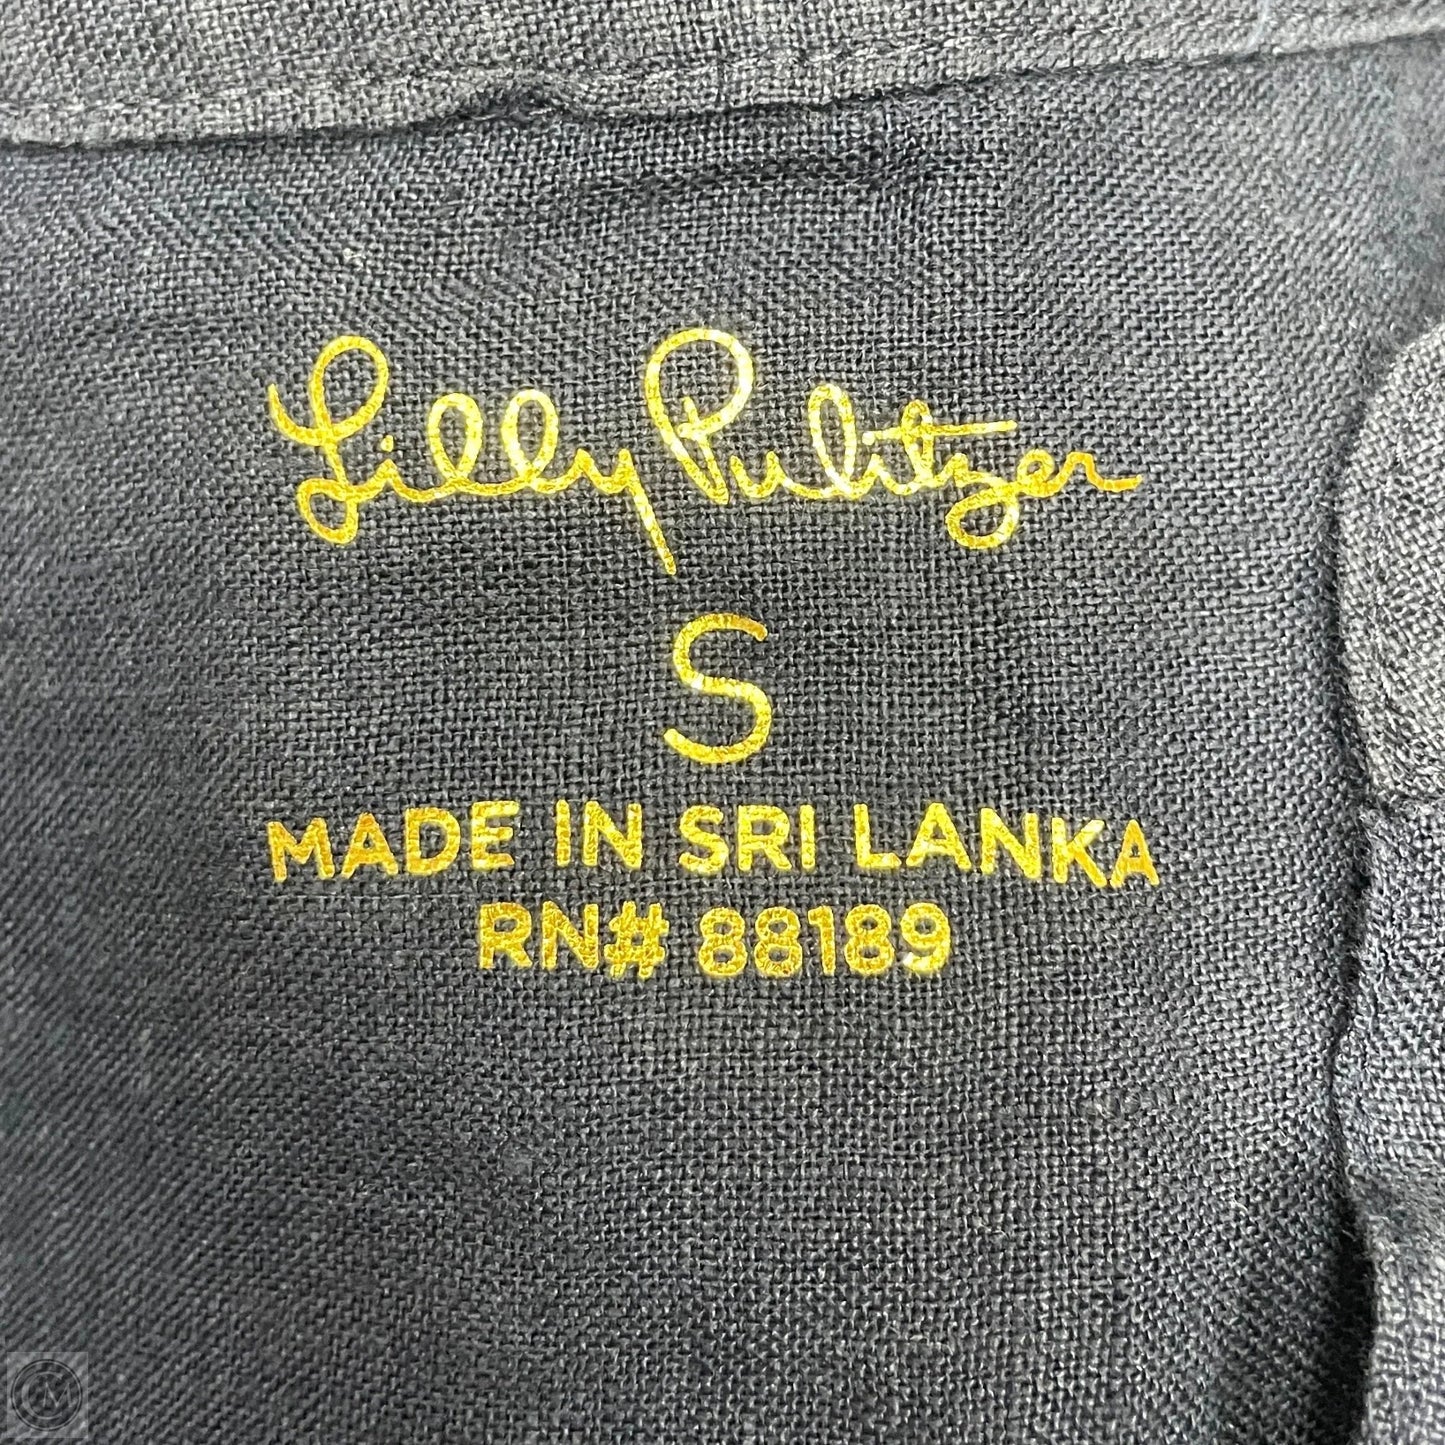 Lilly Pulitzer
S
MADE IN SRI LANKA
RN# 88189